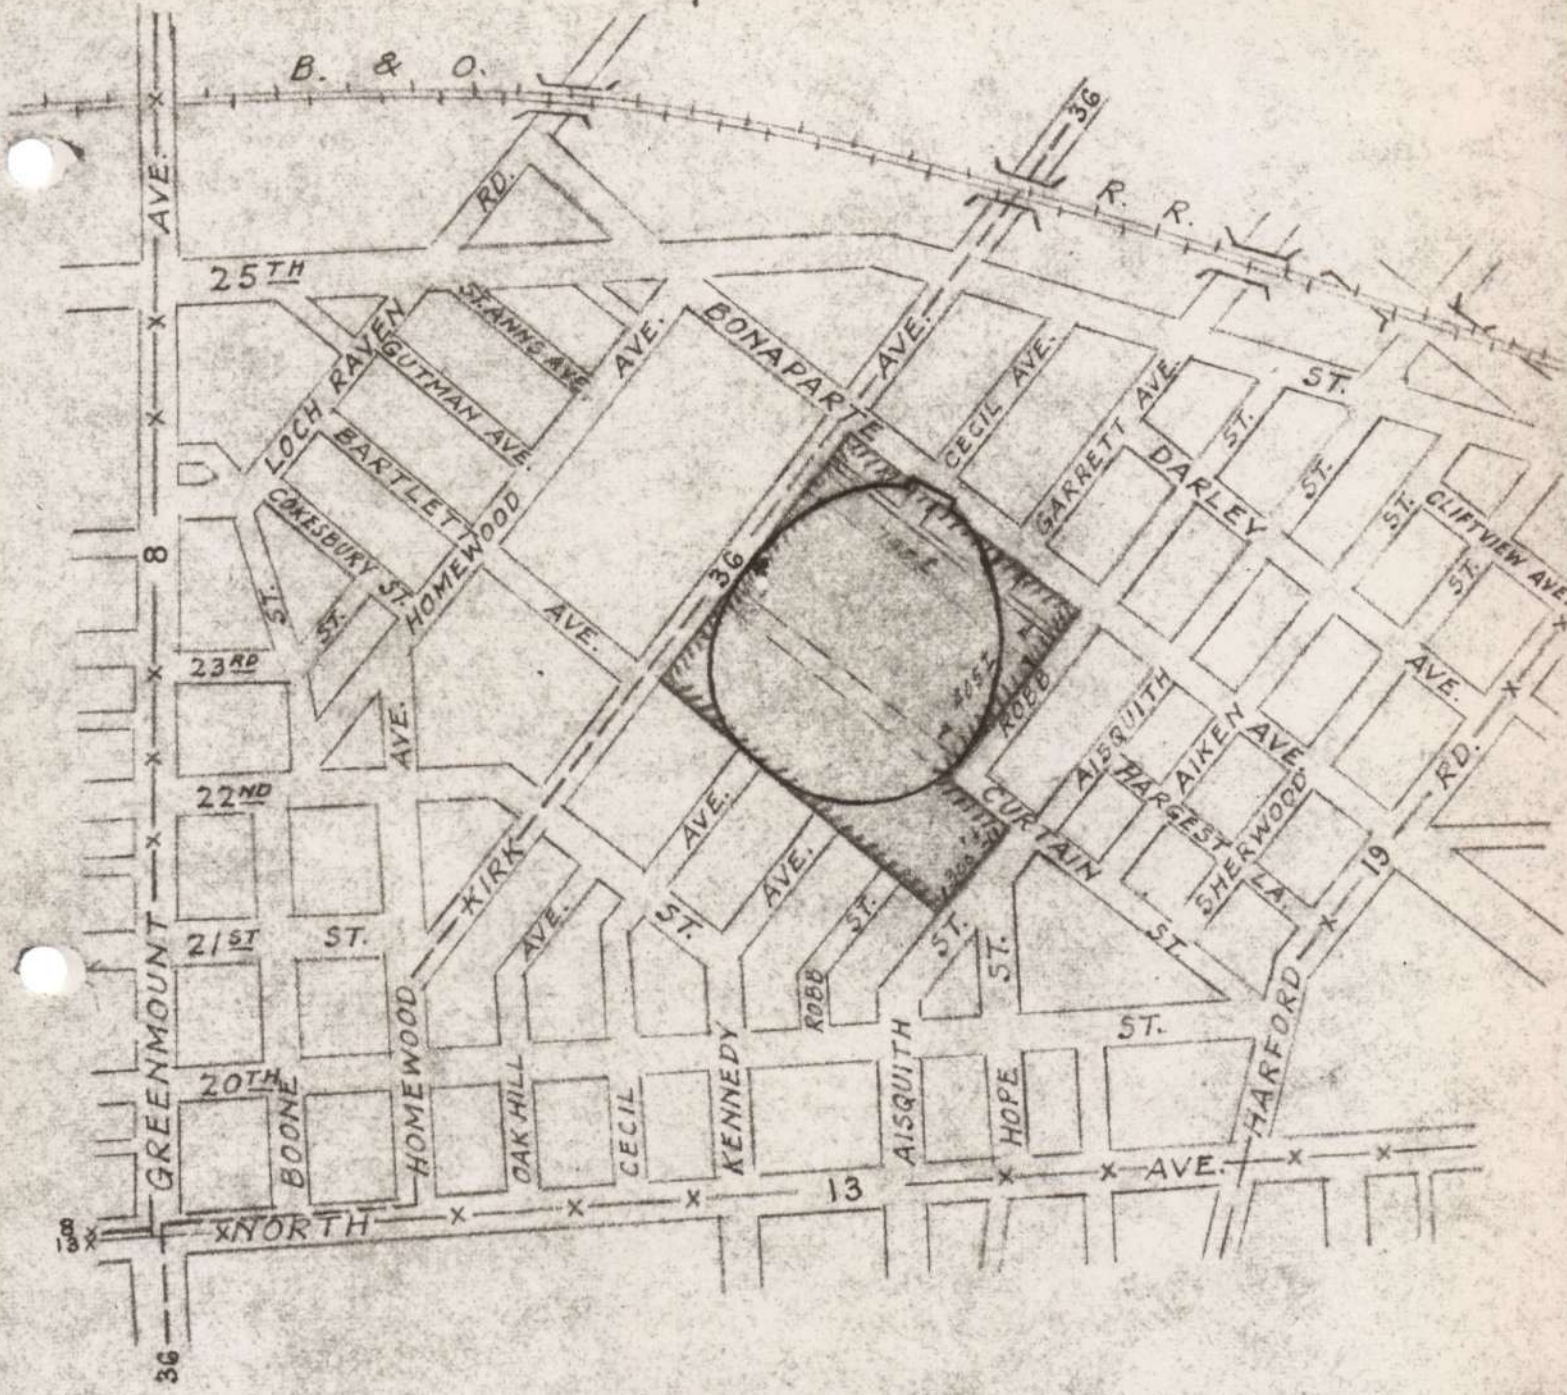 B. & O.
36
R. R.
AVE.
RD.
25TH
ST. ANNS AVE.
LOCH RAVEN
GUTMAN AVE.
AVE.
BONAPARTE
AVE.
CECIL AVE.
GARRETT AVE.
ST.
ST.
DARLEY
ST.
ST.
CLIFTVIEW AVE.
ST.
BARTLETT
COKESBURY ST.
HOMEWOOD
8
36
ST.
ST.
AVE.
23RD
AVE.
ROBB
AISQUITH
AIKEN
AVE.
AVE.
RD.
22ND
CURTAIN
HARGEST
LA.
SHERWOOD
19
KIRK
AVE.
AVE.
AVE.
ST.
ST.
ST.
ST.
ST.
21ST
ST.
ROBB
ST.
GREENMOUNT
20TH
BOONE
HOMEWOOD
OAKHILL
CECIL
KENNEDY
AISQUITH
HOPE
HARFORD
8
13
NORTH
13
AVE.
36